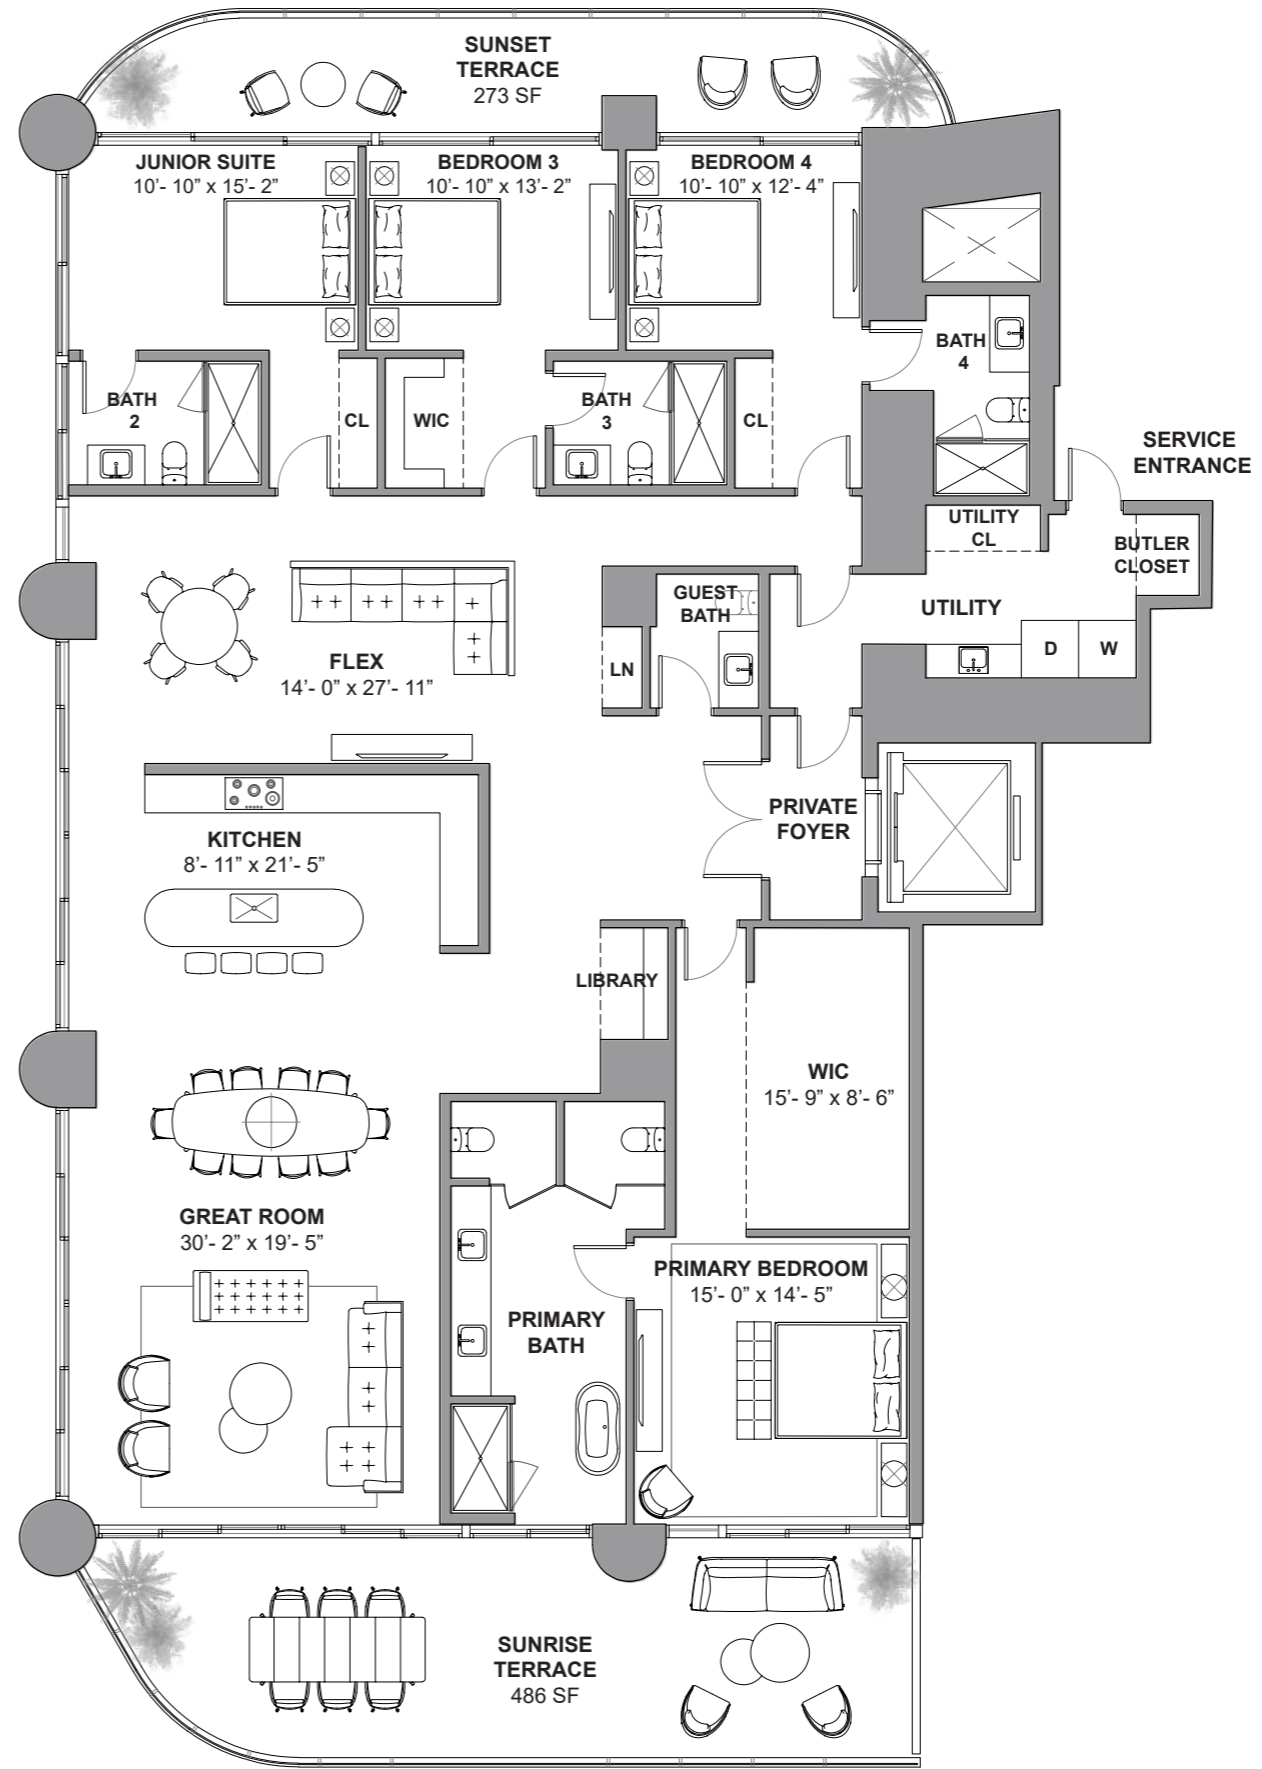 SUNSET
TERRACE
273 SF
JUNIOR SUITE
10’- 10” x 15’- 2”
BEDROOM 3
10’- 10” x 13’- 2”
BEDROOM 4
10’- 10” x 12’- 4”
BATH
2
CL
WIC
BATH
3
CL
BATH
4
SERVICE
ENTRANCE
UTILITY
CL
BUTLER
CLOSET
GUEST
BATH
UTILITY
D
W
LN
FLEX
14’- 0” x 27’- 11”
PRIVATE
FOYER
KITCHEN
8’- 11” x 21’- 5”
LIBRARY
WIC
15’- 9” x 8’- 6”
GREAT ROOM
30’- 2” x 19’- 5”
PRIMARY BEDROOM
15’- 0” x 14’- 5”
PRIMARY
BATH
SUNRISE
TERRACE
486 SF